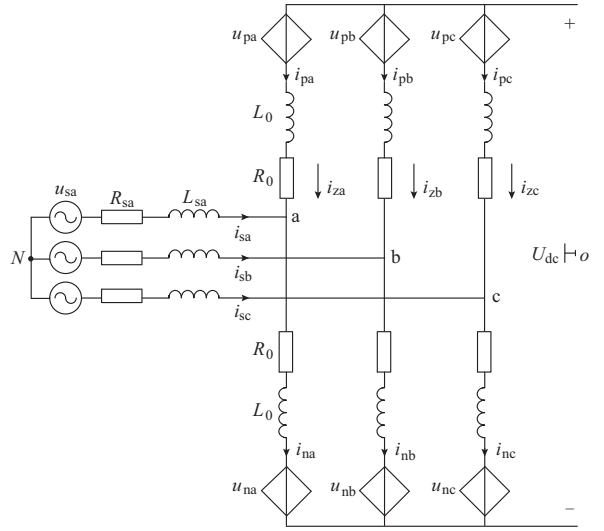 u_pa u_pb u_pc +
i_pa i_pb i_pc
L_0
R_0 i_za i_zb i_zc
u_sa R_sa L_sa
a
i_sa
N b U_dc o
i_sb
c
i_sc
R_0
L_0
i_na i_nb i_nc
u_na u_nb u_nc
−